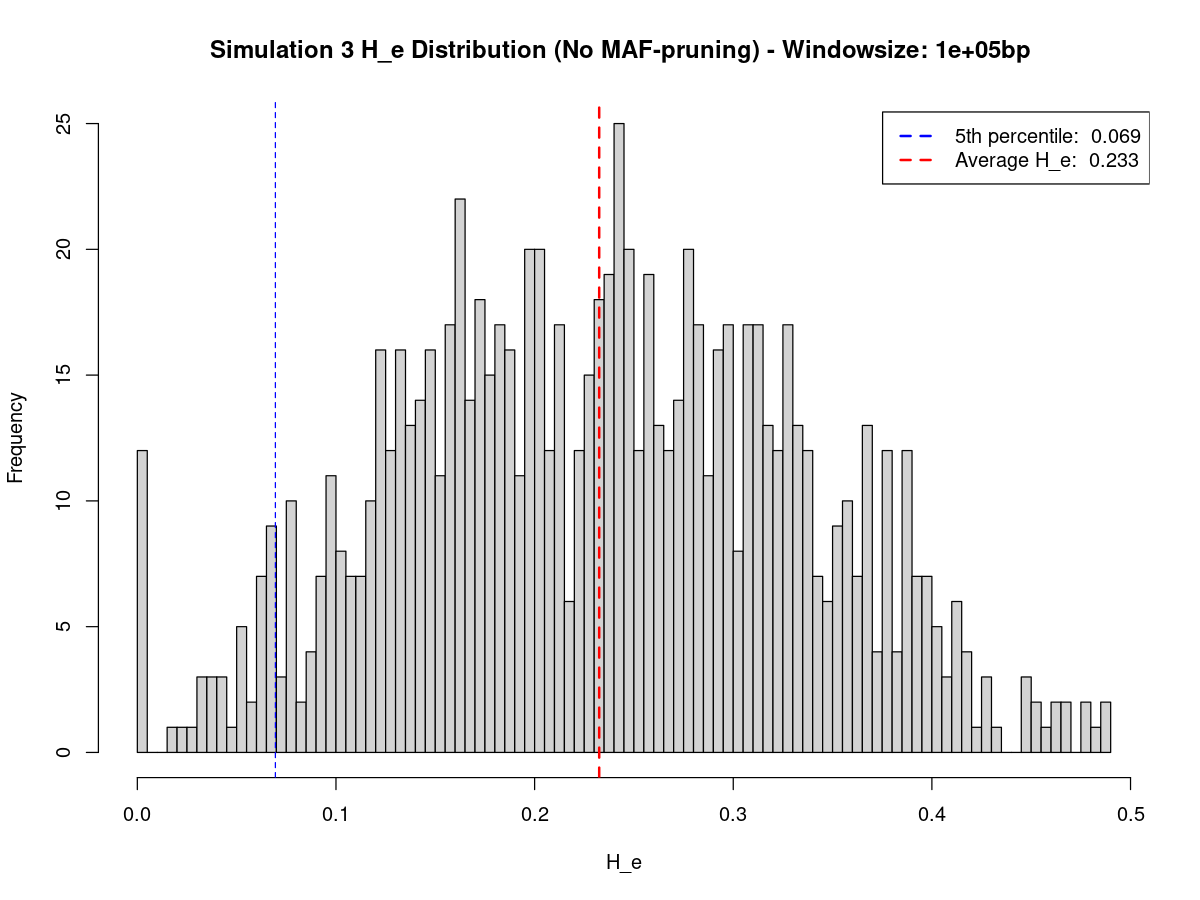 Simulation 3 H_e Distribution (No MAF-pruning) - Windowsize: 1e+05bp
5th percentile: 0.069
Average H_e: 0.233
Frequency
25
20
15
10
5
0
0.0 0.1 0.2 0.3 0.4 0.5
H_e